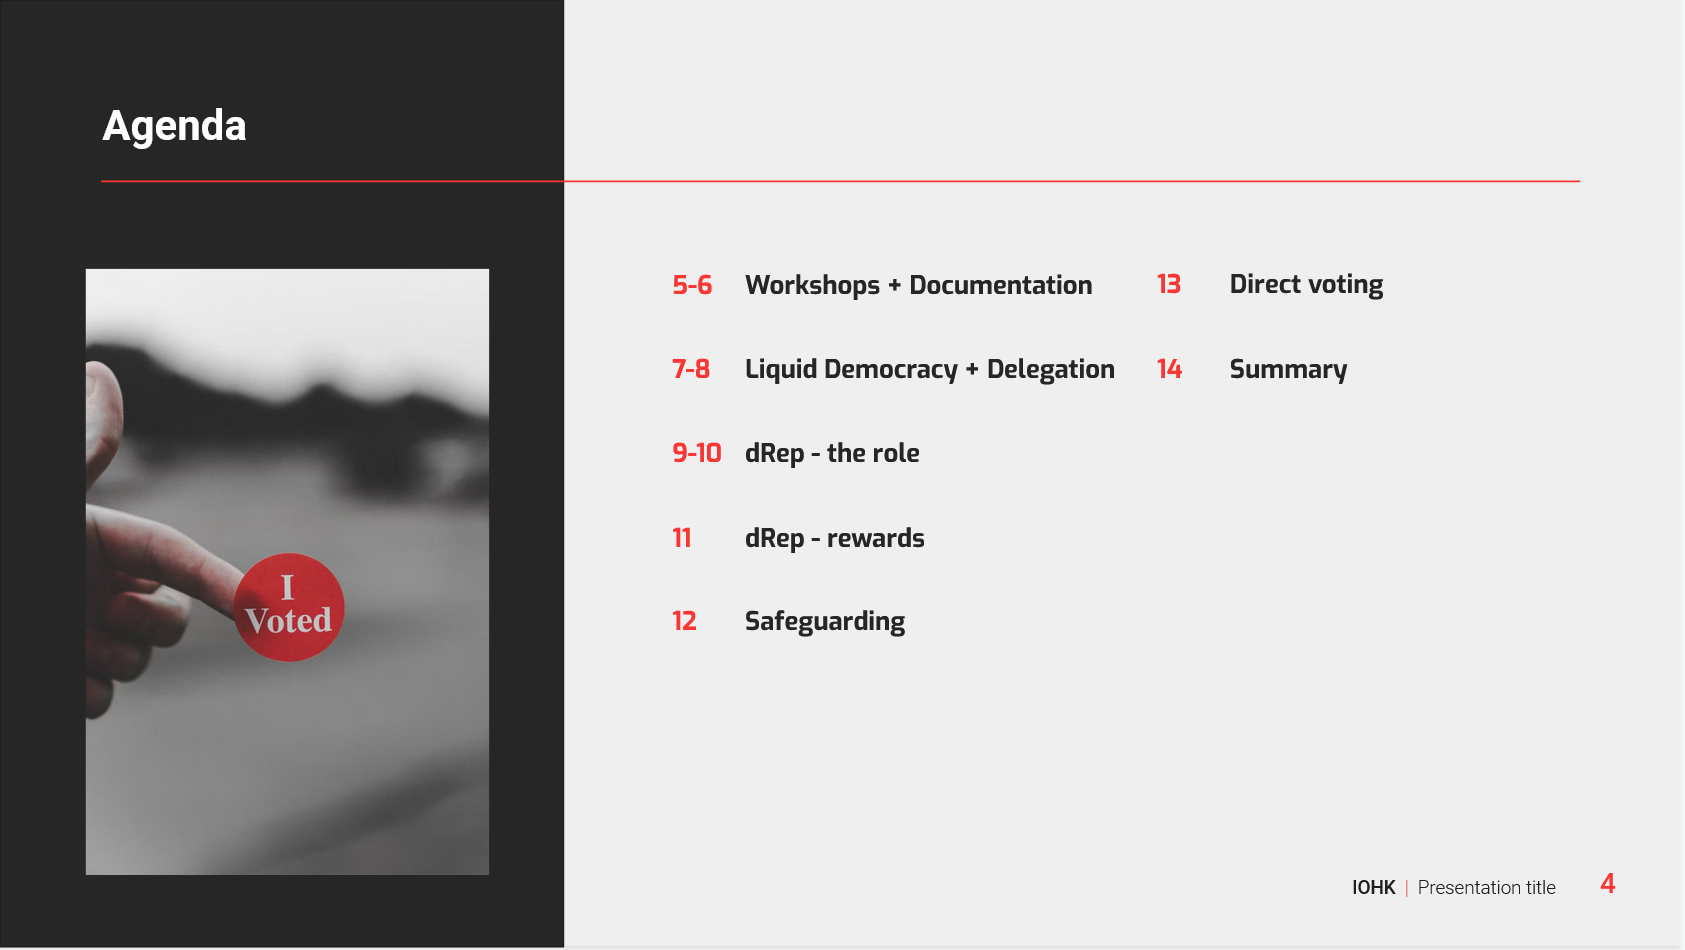 Agenda
I
Voted
5-6 Workshops + Documentation
7-8 Liquid Democracy + Delegation
9-10 dRep - the role
11 dRep - rewards
12 Safeguarding
13 Direct voting
14 Summary
IOHK | Presentation title 4